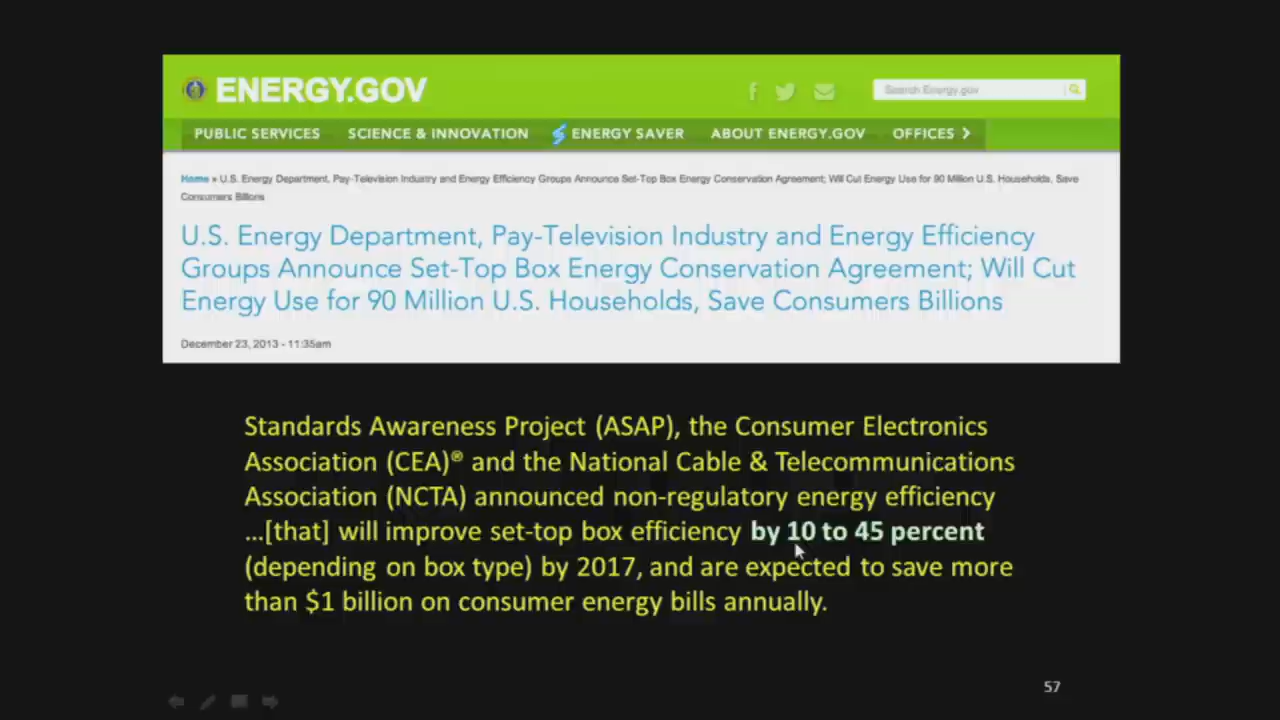 ENERGY.GOV
Search Energy.gov
PUBLIC SERVICES SCIENCE & INNOVATION ENERGY SAVER ABOUT ENERGY.GOV OFFICES
Home » U.S. Energy Department, Pay-Television Industry and Energy Efficiency Groups Announce Set-Top Box Energy Conservation Agreement; Will Cut Energy Use for 90 Million U.S. Households, Save
Consumers Billions
U.S. Energy Department, Pay-Television Industry and Energy Efficiency
Groups Announce Set-Top Box Energy Conservation Agreement; Will Cut
Energy Use for 90 Million U.S. Households, Save Consumers Billions
December 23, 2013 - 11:35am
Standards Awareness Project (ASAP), the Consumer Electronics
Association (CEA)® and the National Cable & Telecommunications
Association (NCTA) announced non-regulatory energy efficiency
...[that] will improve set-top box efficiency by 10 to 45 percent
(depending on box type) by 2017, and are expected to save more
than $1 billion on consumer energy bills annually.
57